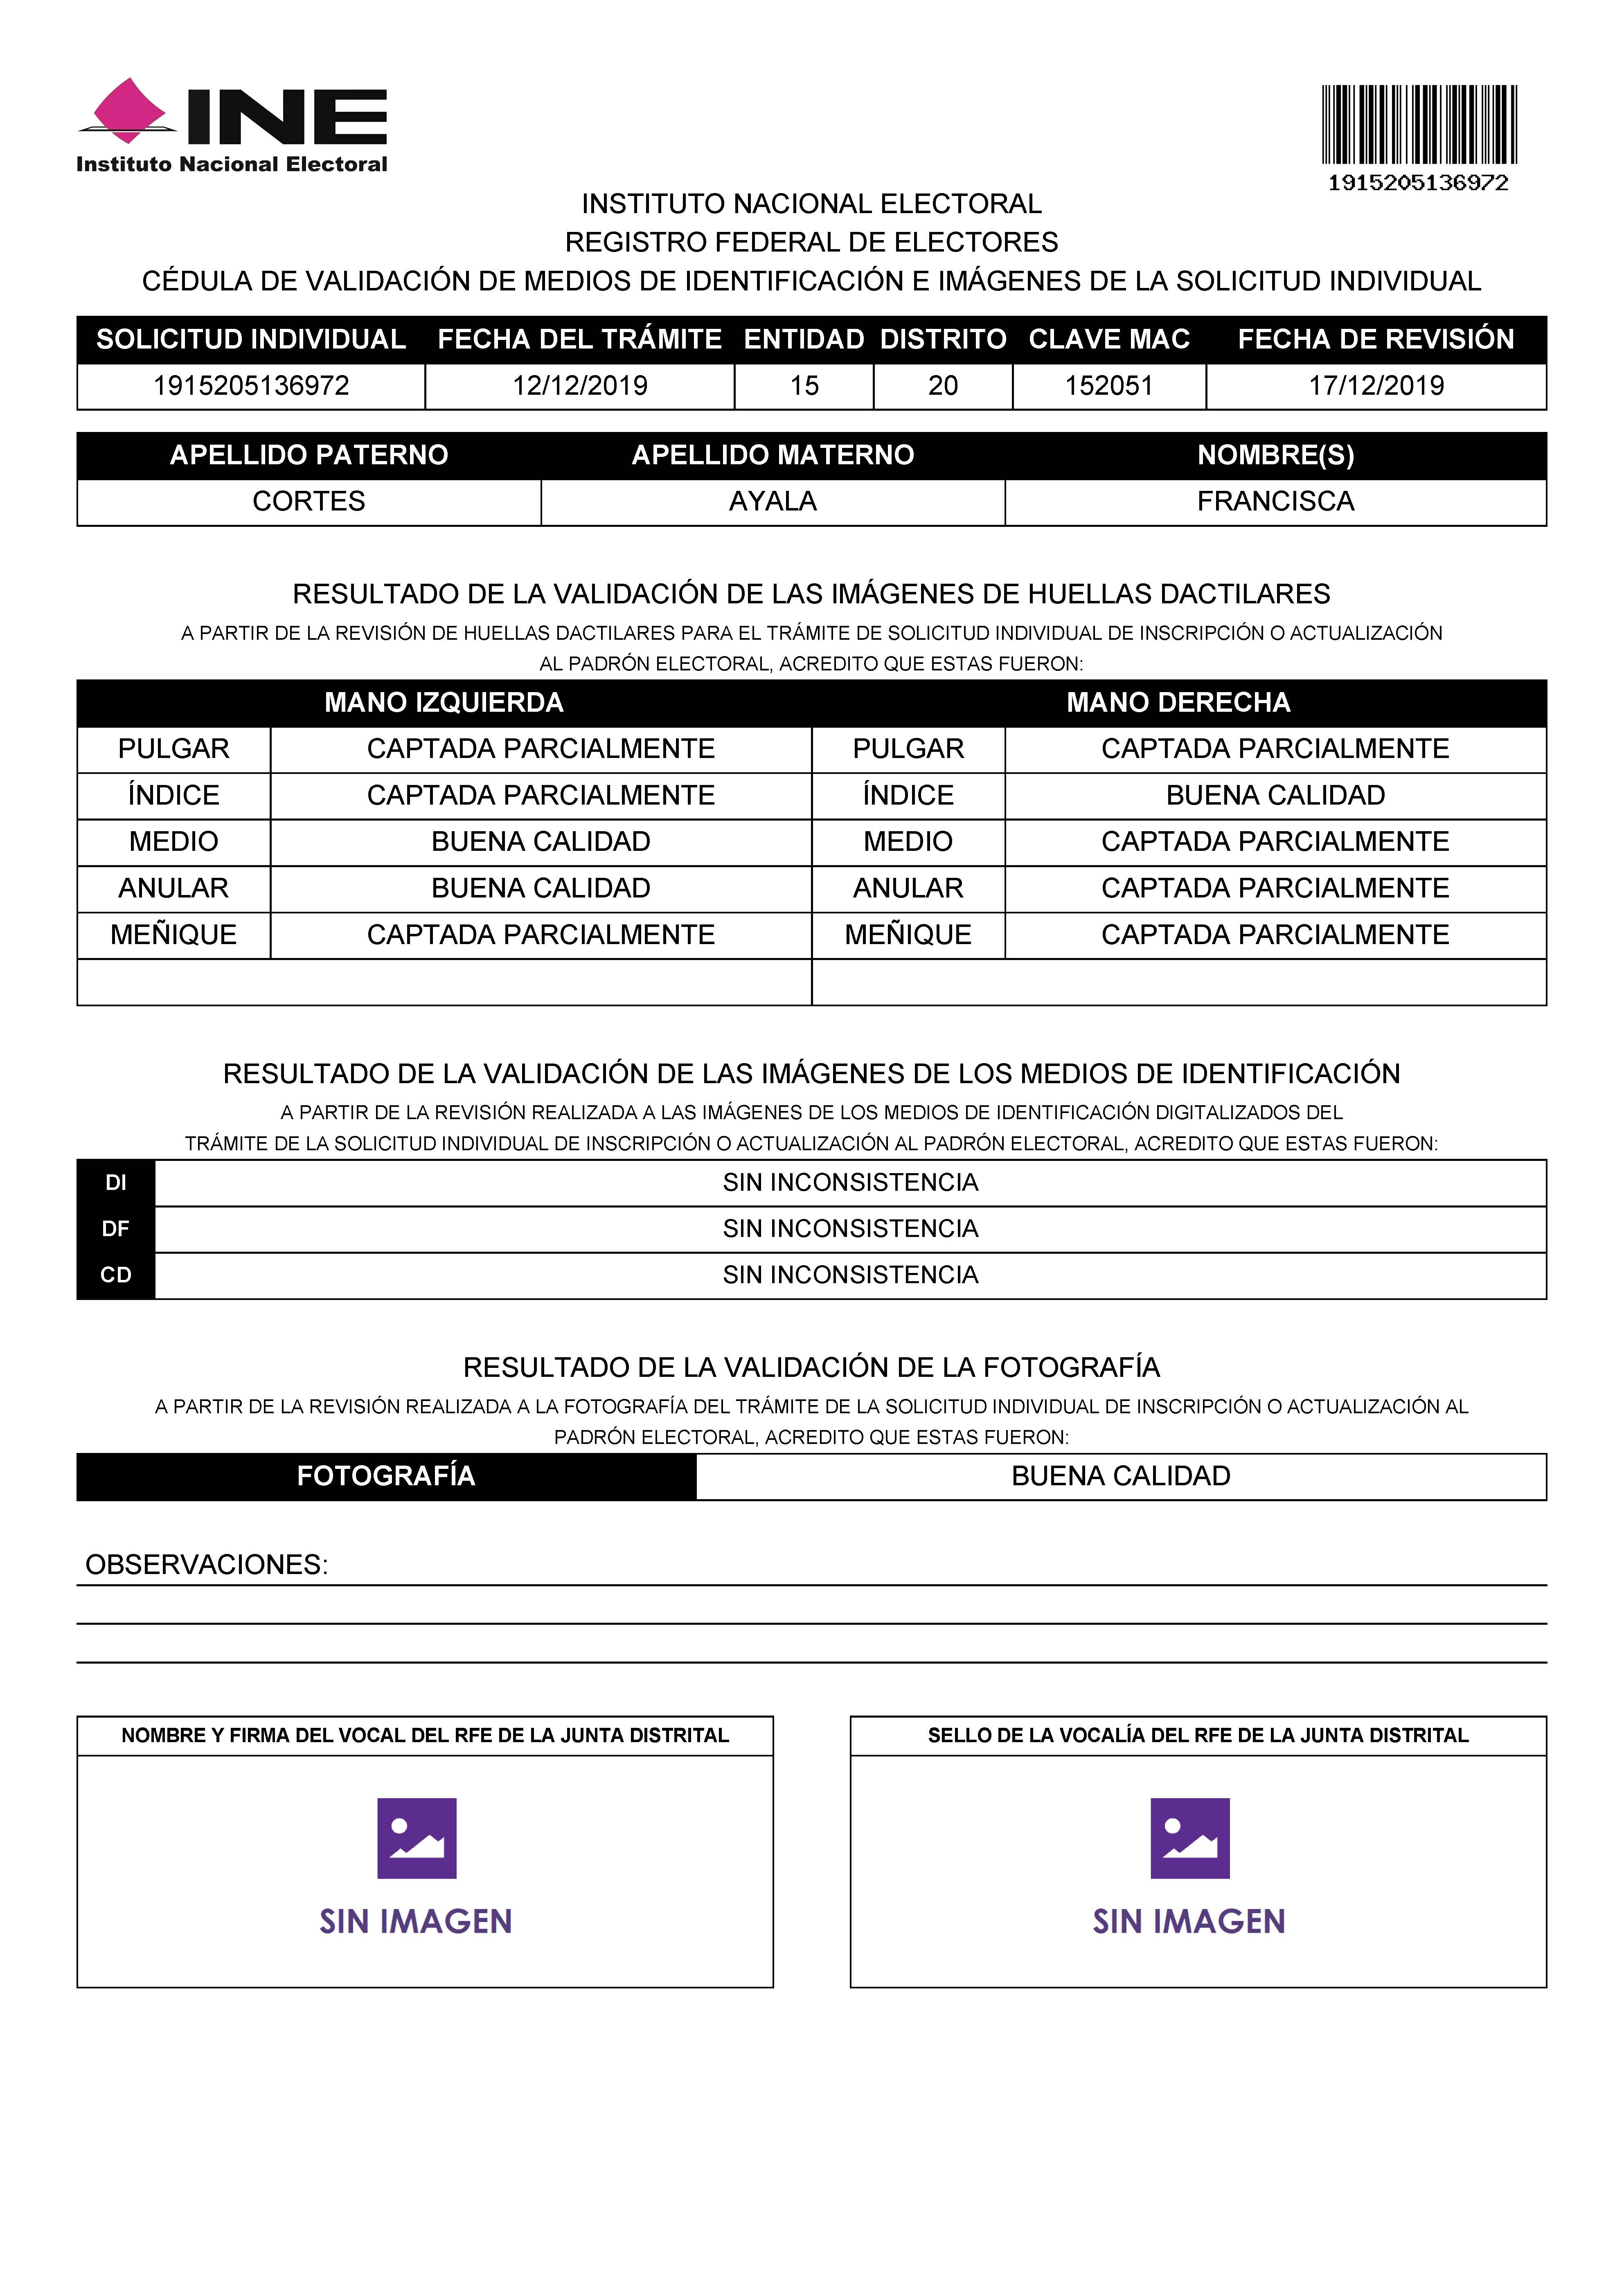 INE
Instituto Nacional Electoral
1915205136972
INSTITUTO NACIONAL ELECTORAL
REGISTRO FEDERAL DE ELECTORES
CÉDULA DE VALIDACIÓN DE MEDIOS DE IDENTIFICACIÓN E IMÁGENES DE LA SOLICITUD INDIVIDUAL
SOLICITUD INDIVIDUAL FECHA DEL TRÁMITE ENTIDAD DISTRITO CLAVE MAC FECHA DE REVISIÓN
1915205136972 12/12/2019 15 20 152051 17/12/2019
APELLIDO PATERNO APELLIDO MATERNO NOMBRE(S)
CORTES AYALA FRANCISCA
RESULTADO DE LA VALIDACIÓN DE LAS IMÁGENES DE HUELLAS DACTILARES
A PARTIR DE LA REVISIÓN DE HUELLAS DACTILARES PARA EL TRÁMITE DE SOLICITUD INDIVIDUAL DE INSCRIPCIÓN O ACTUALIZACIÓN
AL PADRÓN ELECTORAL, ACREDITO QUE ESTAS FUERON:
MANO IZQUIERDA MANO DERECHA
PULGAR CAPTADA PARCIALMENTE PULGAR CAPTADA PARCIALMENTE
ÍNDICE CAPTADA PARCIALMENTE ÍNDICE BUENA CALIDAD
MEDIO BUENA CALIDAD MEDIO CAPTADA PARCIALMENTE
ANULAR BUENA CALIDAD ANULAR CAPTADA PARCIALMENTE
MEÑIQUE CAPTADA PARCIALMENTE MEÑIQUE CAPTADA PARCIALMENTE
RESULTADO DE LA VALIDACIÓN DE LAS IMÁGENES DE LOS MEDIOS DE IDENTIFICACIÓN
A PARTIR DE LA REVISIÓN REALIZADA A LAS IMÁGENES DE LOS MEDIOS DE IDENTIFICACIÓN DIGITALIZADOS DEL
TRÁMITE DE LA SOLICITUD INDIVIDUAL DE INSCRIPCIÓN O ACTUALIZACIÓN AL PADRÓN ELECTORAL, ACREDITO QUE ESTAS FUERON:
DI SIN INCONSISTENCIA
DF SIN INCONSISTENCIA
CD SIN INCONSISTENCIA
RESULTADO DE LA VALIDACIÓN DE LA FOTOGRAFÍA
A PARTIR DE LA REVISIÓN REALIZADA A LA FOTOGRAFÍA DEL TRÁMITE DE LA SOLICITUD INDIVIDUAL DE INSCRIPCIÓN O ACTUALIZACIÓN AL
PADRÓN ELECTORAL, ACREDITO QUE ESTAS FUERON:
FOTOGRAFÍA BUENA CALIDAD
OBSERVACIONES:
NOMBRE Y FIRMA DEL VOCAL DEL RFE DE LA JUNTA DISTRITAL SELLO DE LA VOCALÍA DEL RFE DE LA JUNTA DISTRITAL
SIN IMAGEN SIN IMAGEN